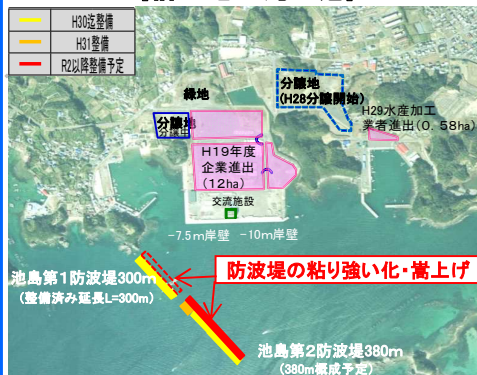 H30迄整備
H31整備
R2以降整備予定
緑地
分譲地
(H28分譲開始)
分譲地
H29水産加工
業者進出(0.58ha)
H19年度
企業進出
(12ha)
交流施設
-7.5m岸壁 -10m岸壁
防波堤の粘り強い化・嵩上げ
池島第1防波堤300m
(整備済み延長L=300m)
池島第2防波堤380m
(380m概成予定)